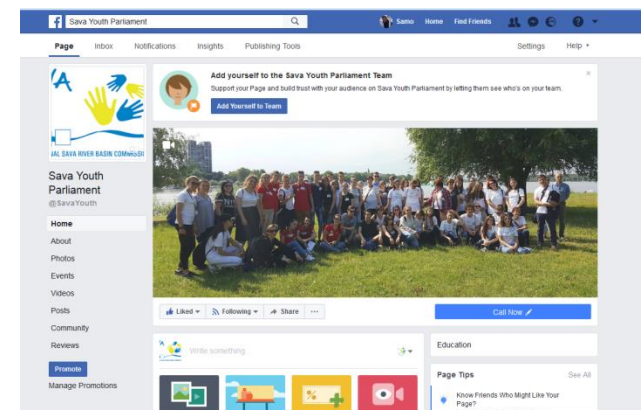 Sava Youth Parliament
Samo Home Find Friends
Page Inbox Notifications Insights Publishing Tools Settings Help
Add yourself to the Sava Youth Parliament Team
Support your Page and build trust with your audience on Sava Youth Parliament by letting them see who's on your team.
Add Yourself to Team
SAVA RIVER BASIN COMMISSI
Sava Youth
Parliament
@SavaYouth
Home
About
Photos
Events
Videos
Posts
Community
Reviews
Promote
Manage Promotions
Liked Following Share
Call Now
Write something...
Education
Page Tips See All
Know Friends Who Might Like Your
Page?